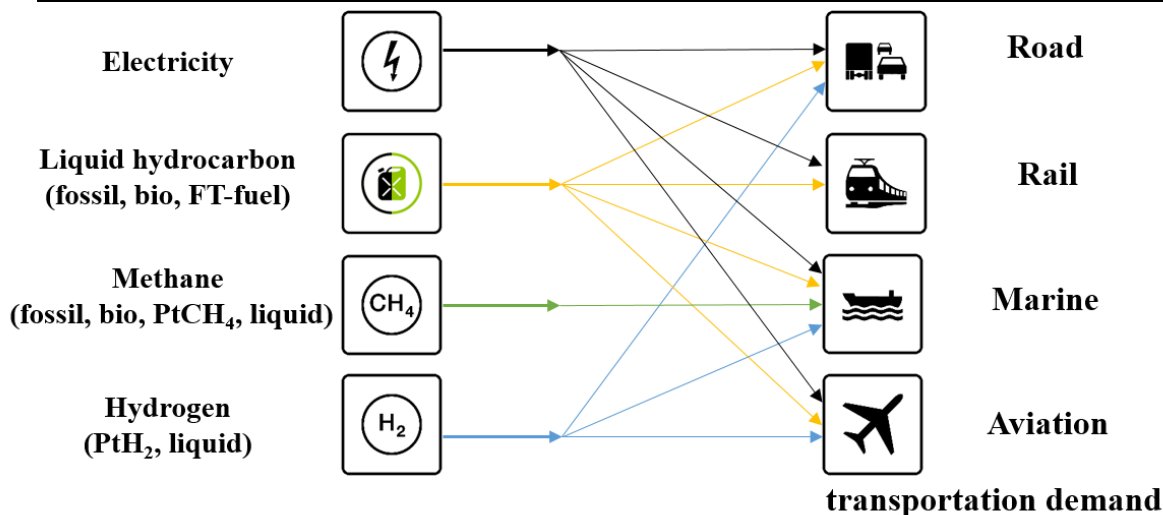 Electricity
Road
Liquid hydrocarbon
(fossil, bio, FT-fuel)
Rail
Methane
(fossil, bio, PtCH₄, liquid)
CH₄
Marine
Hydrogen
(PtH₂, liquid)
H₂
Aviation
transportation demand